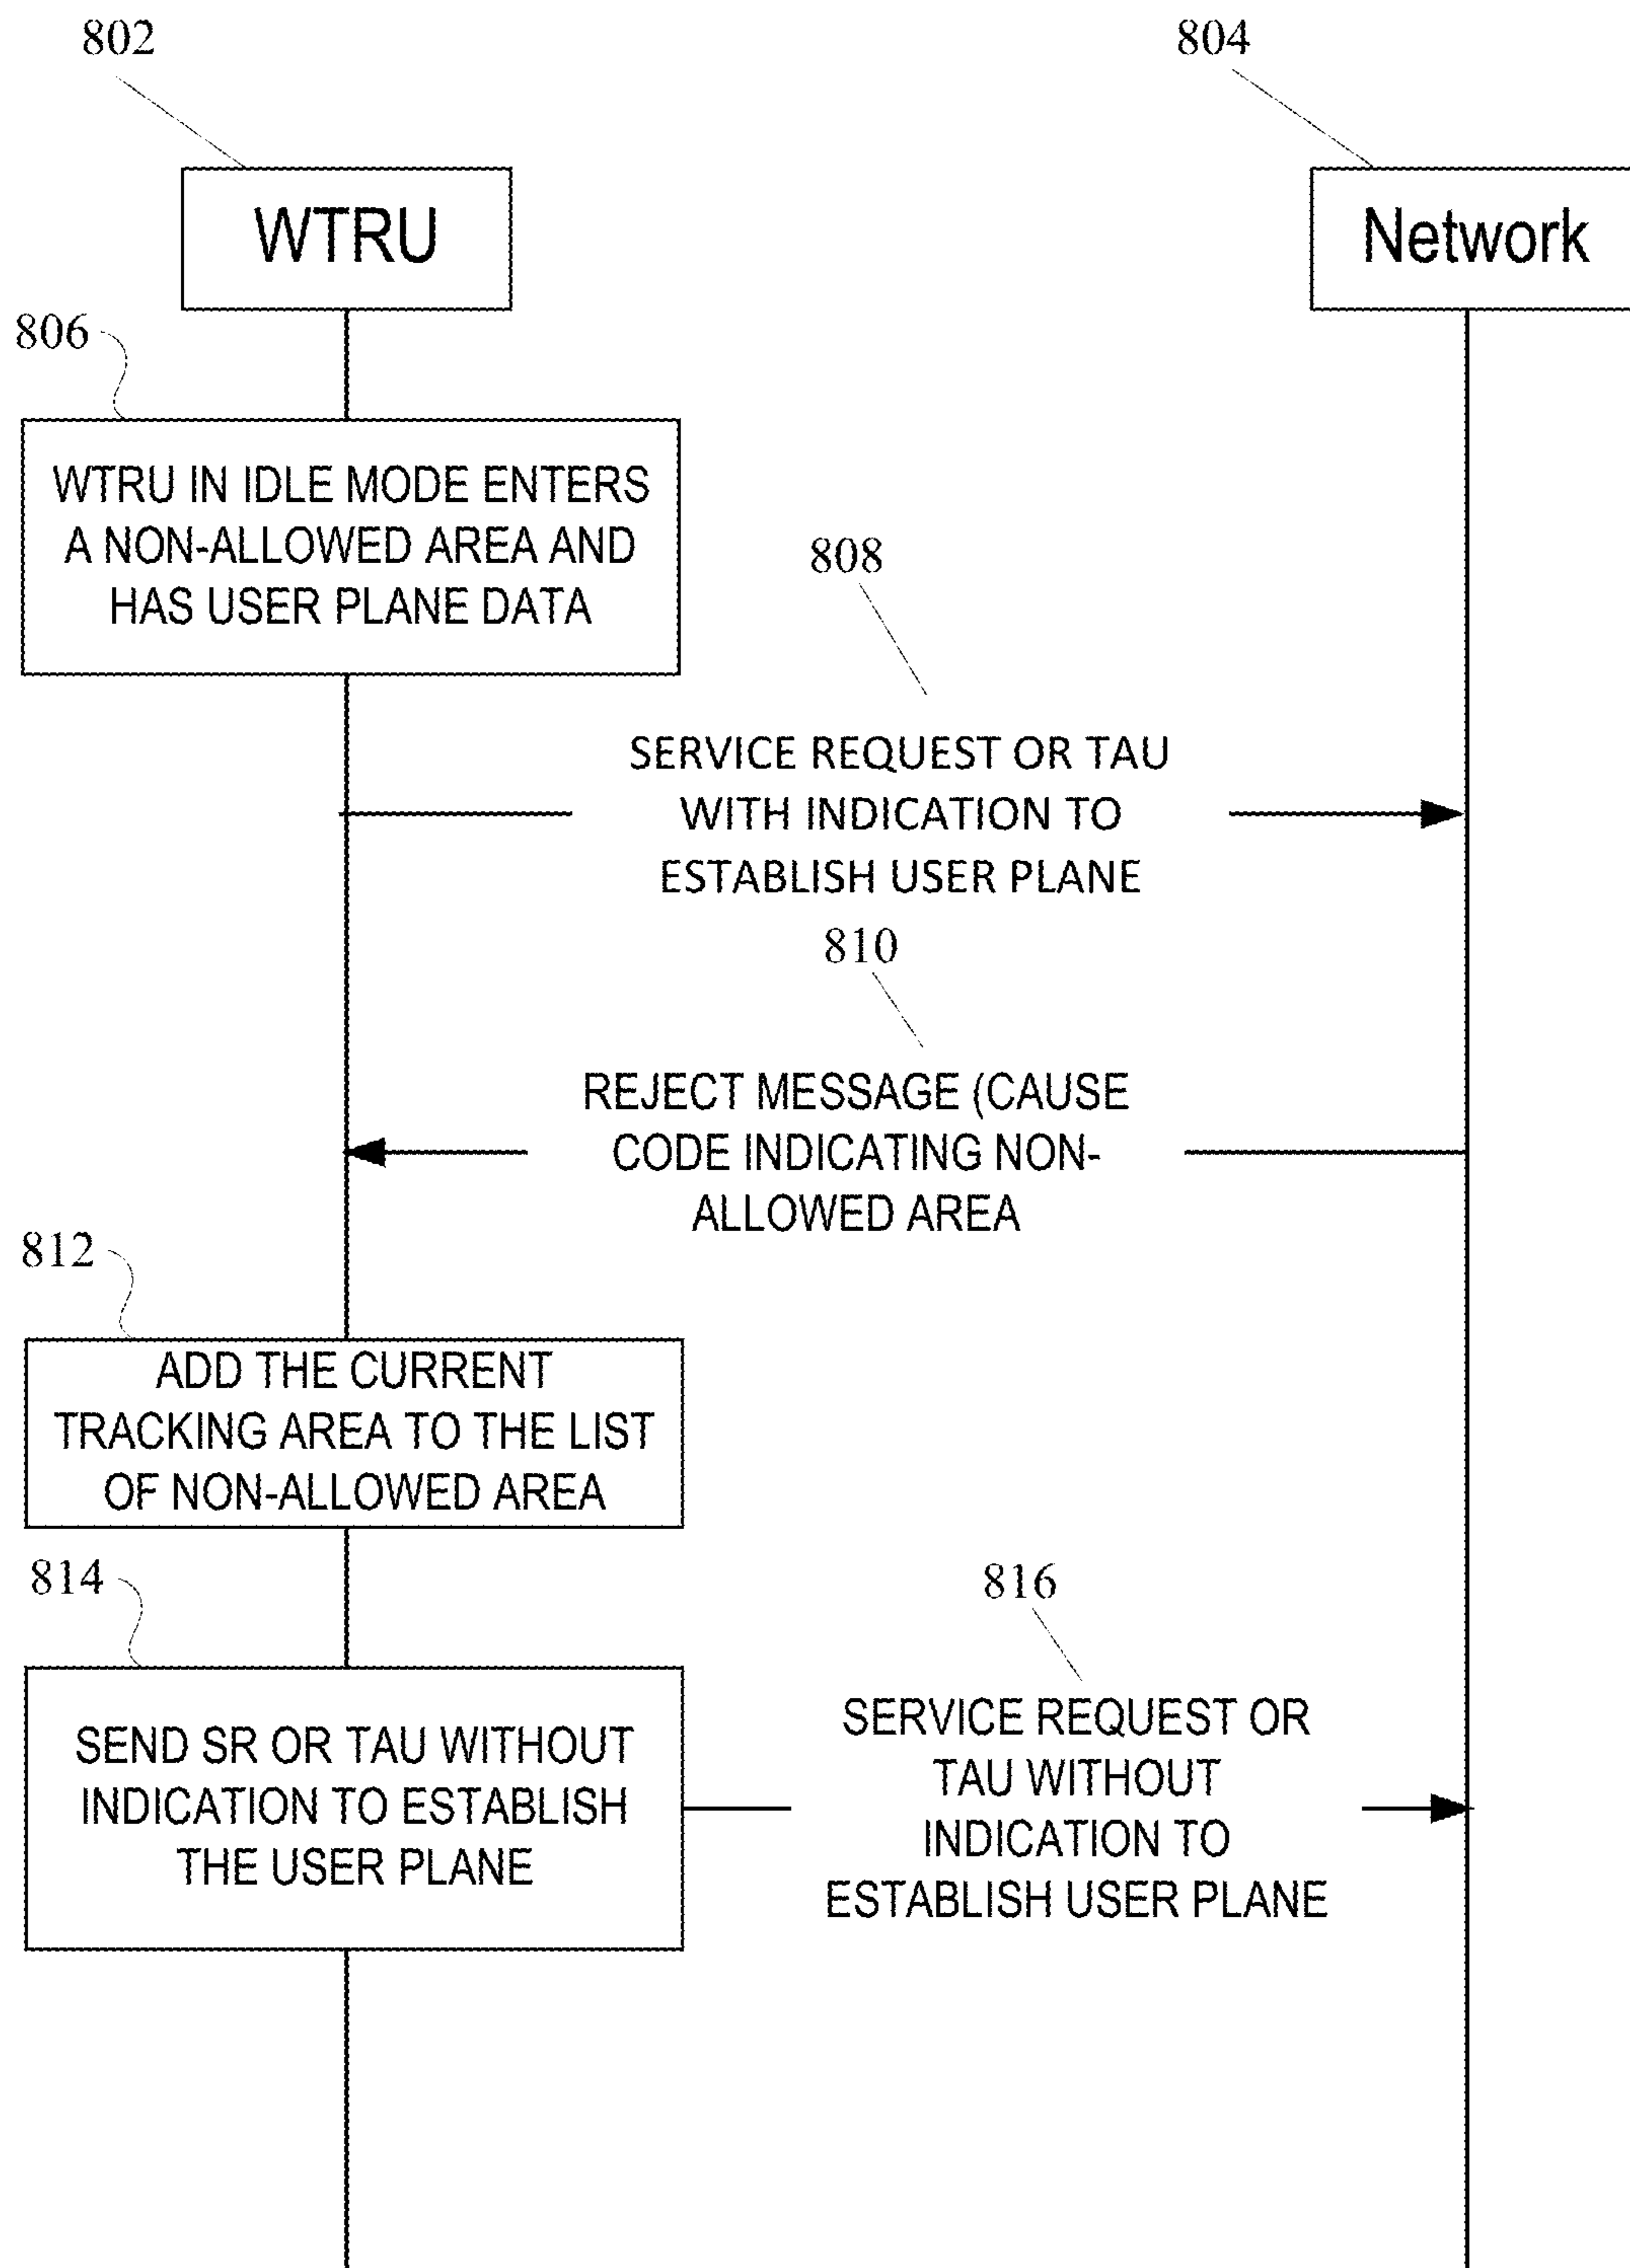 802
804
WTRU
Network
806
WTRU IN IDLE MODE ENTERS
A NON-ALLOWED AREA AND
HAS USER PLANE DATA
808
SERVICE REQUEST OR TAU
WITH INDICATION TO
ESTABLISH USER PLANE
810
REJECT MESSAGE (CAUSE
CODE INDICATING NON-
ALLOWED AREA
812
ADD THE CURRENT
TRACKING AREA TO THE LIST
OF NON-ALLOWED AREA
814
SEND SR OR TAU WITHOUT
INDICATION TO ESTABLISH
THE USER PLANE
816
SERVICE REQUEST OR
TAU WITHOUT
INDICATION TO
ESTABLISH USER PLANE